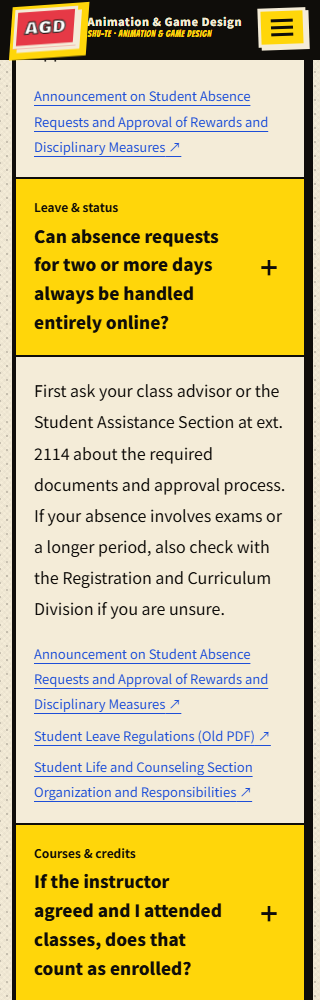 AGD
Animation & Game Design
SHU-TE · ANIMATION & GAME DESIGN
Announcement on Student Absence
Requests and Approval of Rewards and
Disciplinary Measures ↗
Leave & status
Can absence requests
for two or more days
always be handled
entirely online?
+
First ask your class advisor or the
Student Assistance Section at ext.
2114 about the required
documents and approval process.
If your absence involves exams or
a longer period, also check with
the Registration and Curriculum
Division if you are unsure.
Announcement on Student Absence
Requests and Approval of Rewards and
Disciplinary Measures ↗
Student Leave Regulations (Old PDF) ↗
Student Life and Counseling Section
Organization and Responsibilities ↗
Courses & credits
If the instructor
agreed and I attended
classes, does that
count as enrolled?
+